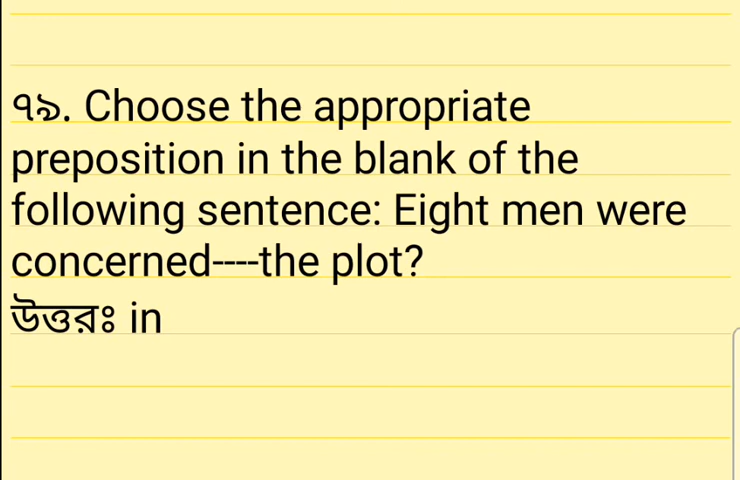 ৭৯. Choose the appropriate
preposition in the blank of the
following sentence: Eight men were
concerned----the plot?
উত্তরঃ in